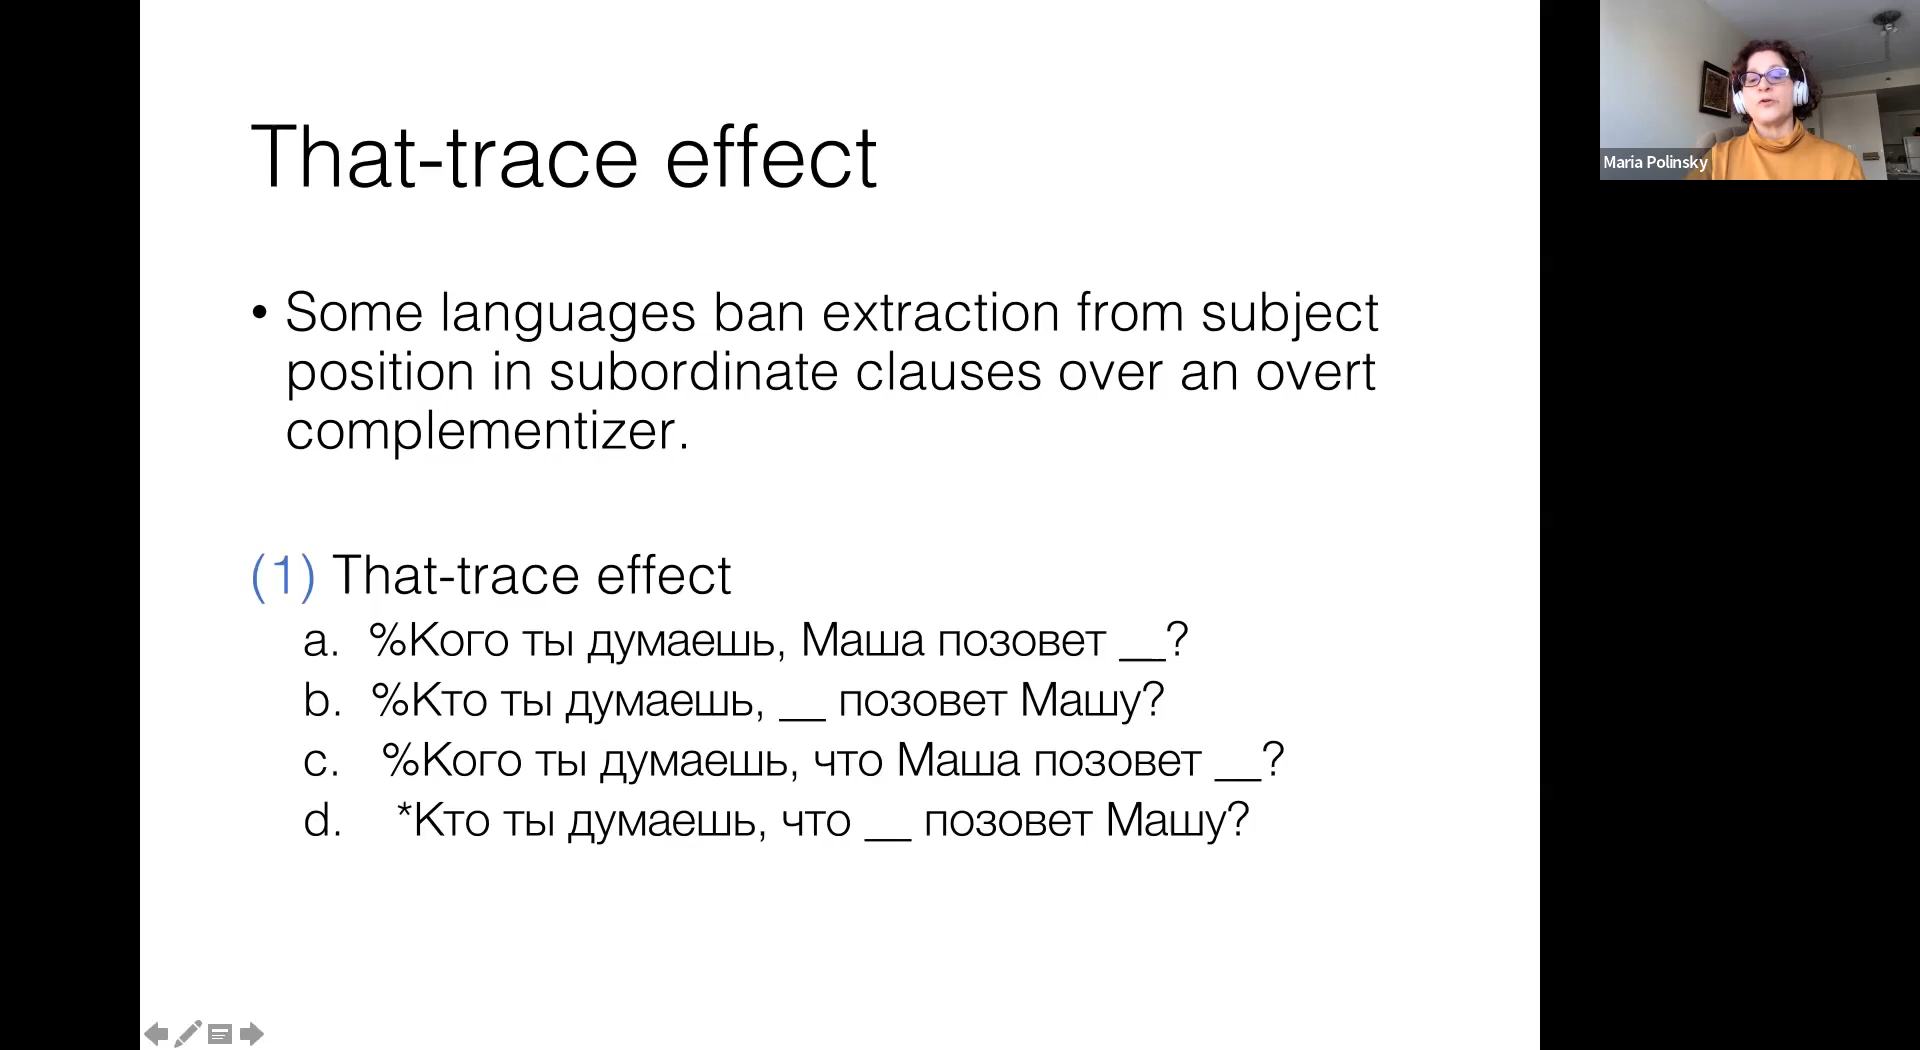 That-trace effect
• Some languages ban extraction from subject
position in subordinate clauses over an overt
complementizer.
(1) That-trace effect
a. %Кого ты думаешь, Маша позовет __?
b. %Кто ты думаешь, __ позовет Машу?
c. %Кого ты думаешь, что Маша позовет __?
d. *Кто ты думаешь, что __ позовет Машу?
Maria Polinsky